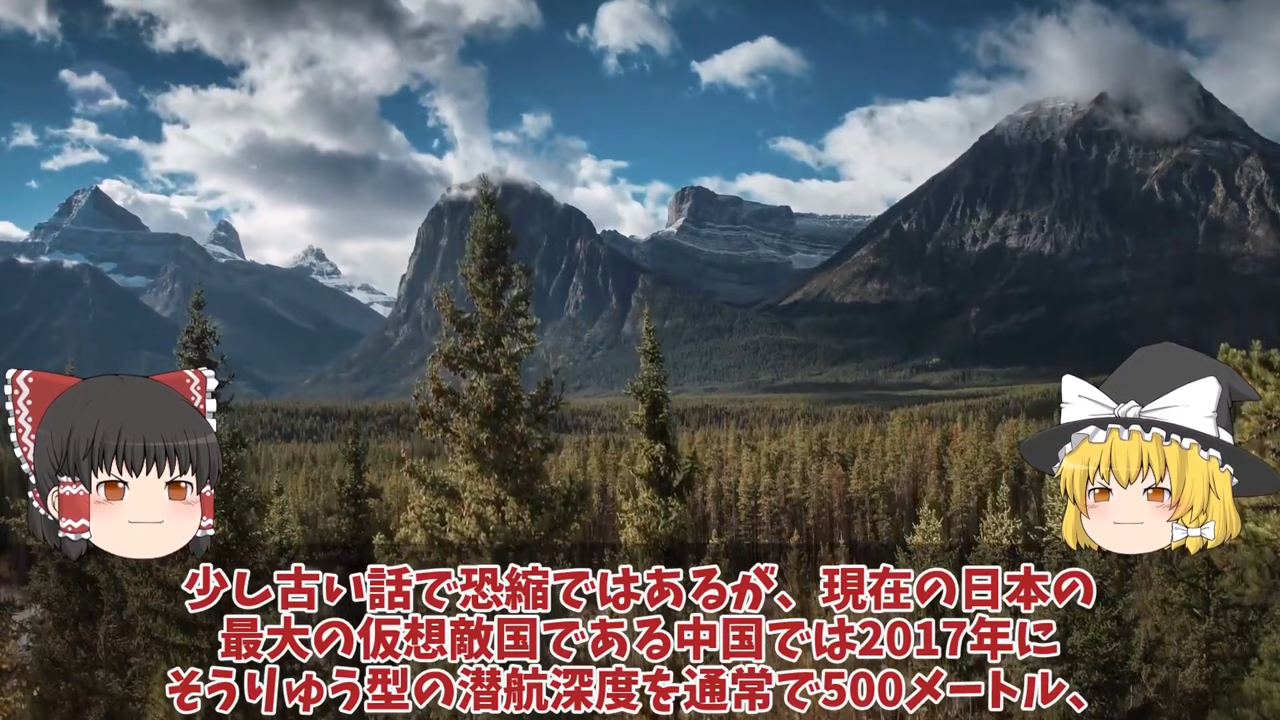 少し古い話で恐縮ではあるが、現在の日本の
最大の仮想敵国である中国では2017年に
そうりゅう型の潜航深度を通常で500メートル、